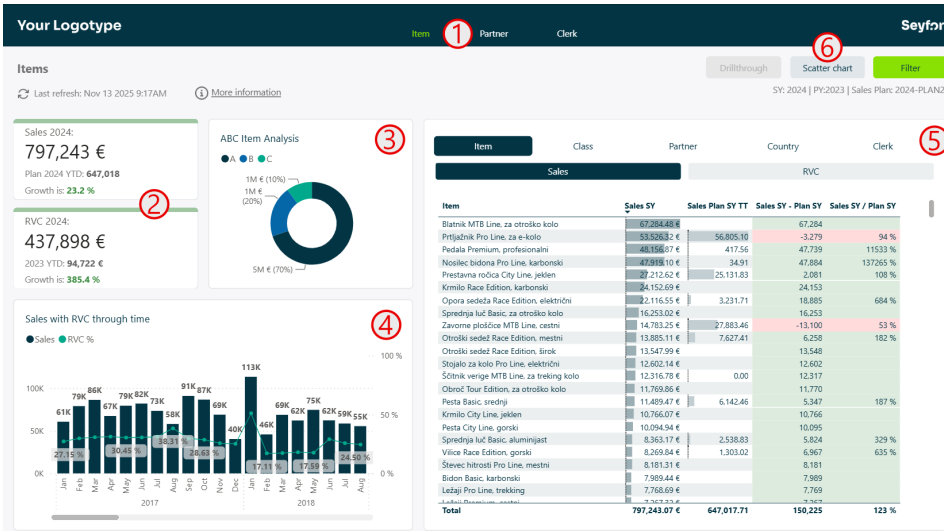 Your Logotype
Item 1 Partner Clerk
Seyfor
6
Items
Drillthrough Scatter chart Filter
Last refresh: Nov 13 2025 9:17AM More information
SY: 2024 | PY:2023 | Sales Plan: 2024-PLAN2
Sales 2024:
797,243 €
Plan 2024 YTD: 647,018
Growth is: 23.2 %
2
RVC 2024:
437,898 €
2023 YTD: 94,722 €
Growth is: 385.4 %
ABC Item Analysis
3
A B C
1M € (10%)
1M €
(20%)
5M € (70%)
Sales with RVC through time
4
Sales RVC %
100 %
50 %
0 %
100K
50K
0K
61K 79K 86K 67K 79K 82K 73K 58K 91K 87K 69K 40K 113K 46K 69K 62K 75K 62K 59K 55K
27.15 % 30.45 % 38.31 % 28.63 % 17.11 % 17.59 % 24.50 %
Jan Feb Mar Apr May Jun Jul Aug Sep Oct Nov Dec Jan Feb Mar Apr May Jun Jul Aug
2017 2018
5
Item Class Partner Country Clerk
Sales RVC
Item Sales SY Sales Plan SY TT Sales SY - Plan SY Sales SY / Plan SY
Blatnik MTB Line, za otroško kolo 67,284.48 € 67,284
Prtljažnik Pro Line, za e-kolo 53,526.32 € 56,805.10 -3,279 94 %
Pedala Premium, profesionalni 48,156.87 € 417.56 47,739 11533 %
Nosilec bidona Pro Line, karbonski 47,919.10 € 34.91 47,884 137265 %
Prestavna ročica City Line, jeklen 27,212.62 € 25,131.83 2,081 108 %
Krmilo Race Edition, karbonski 24,152.69 € 24,153
Opora sedeža Race Edition, električni 22,116.55 € 3,231.71 18,885 684 %
Sprednja luč Basic, za otroško kolo 16,253.02 € 16,253
Zavorne ploščice MTB Line, cestni 14,783.25 € 27,883.46 -13,100 53 %
Otroški sedež Race Edition, mestni 13,885.11 € 7,627.41 6,258 182 %
Otroški sedež Race Edition, širok 13,547.99 € 13,548
Stojalo za kolo Pro Line, električni 12,602.14 € 12,602
Ščitnik verige MTB Line, za treking kolo 12,316.78 € 0.00 12,317
Obroč Tour Edition, za otroško kolo 11,769.86 € 11,770
Pesta Basic, srednji 11,489.47 € 6,142.46 5,347 187 %
Krmilo City Line, jeklen 10,766.07 € 10.766
Pesta City Line, gorski 10,094.94 € 10,095
Sprednja luč Basic, aluminijast 8,363.17 € 2,538.83 5,824 329 %
Vilice Race Edition, gorski 8,269.84 € 1,303.02 6,967 635 %
Števec hitrosti Pro Line, mestni 8,181.31 € 8,181
Bidon Basic, karbonski 7,989.44 € 7,989
Ležaji Pro Line, trekking 7,768.69 € 7,769
Total 797,243.07 € 647,017.71 150,225 123 %